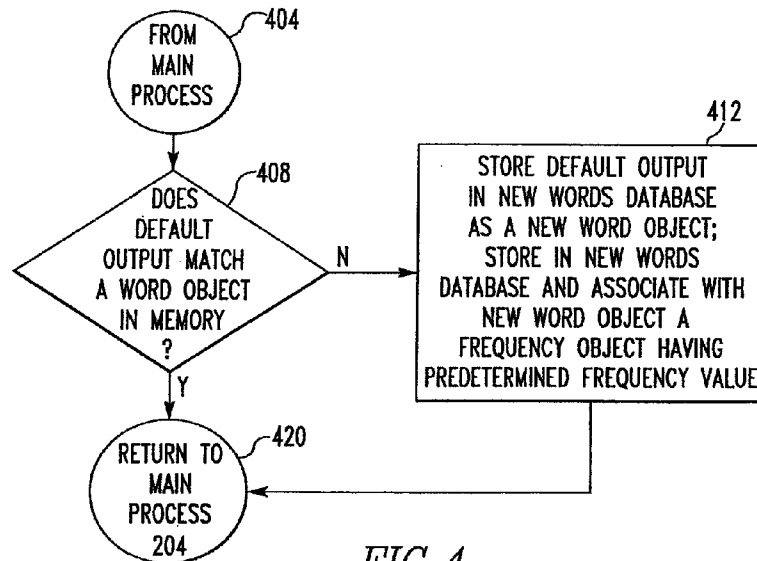 FROM
MAIN
PROCESS
404
DOES
DEFAULT
OUTPUT MATCH
A WORD OBJECT
IN MEMORY
?
408
N
Y
412
STORE DEFAULT OUTPUT
IN NEW WORDS DATABASE
AS A NEW WORD OBJECT;
STORE IN NEW WORDS
DATABASE AND ASSOCIATE WITH
NEW WORD OBJECT A
FREQUENCY OBJECT HAVING
PREDETERMINED FREQUENCY VALUE
RETURN TO
MAIN
PROCESS
204
420
FIG. 4